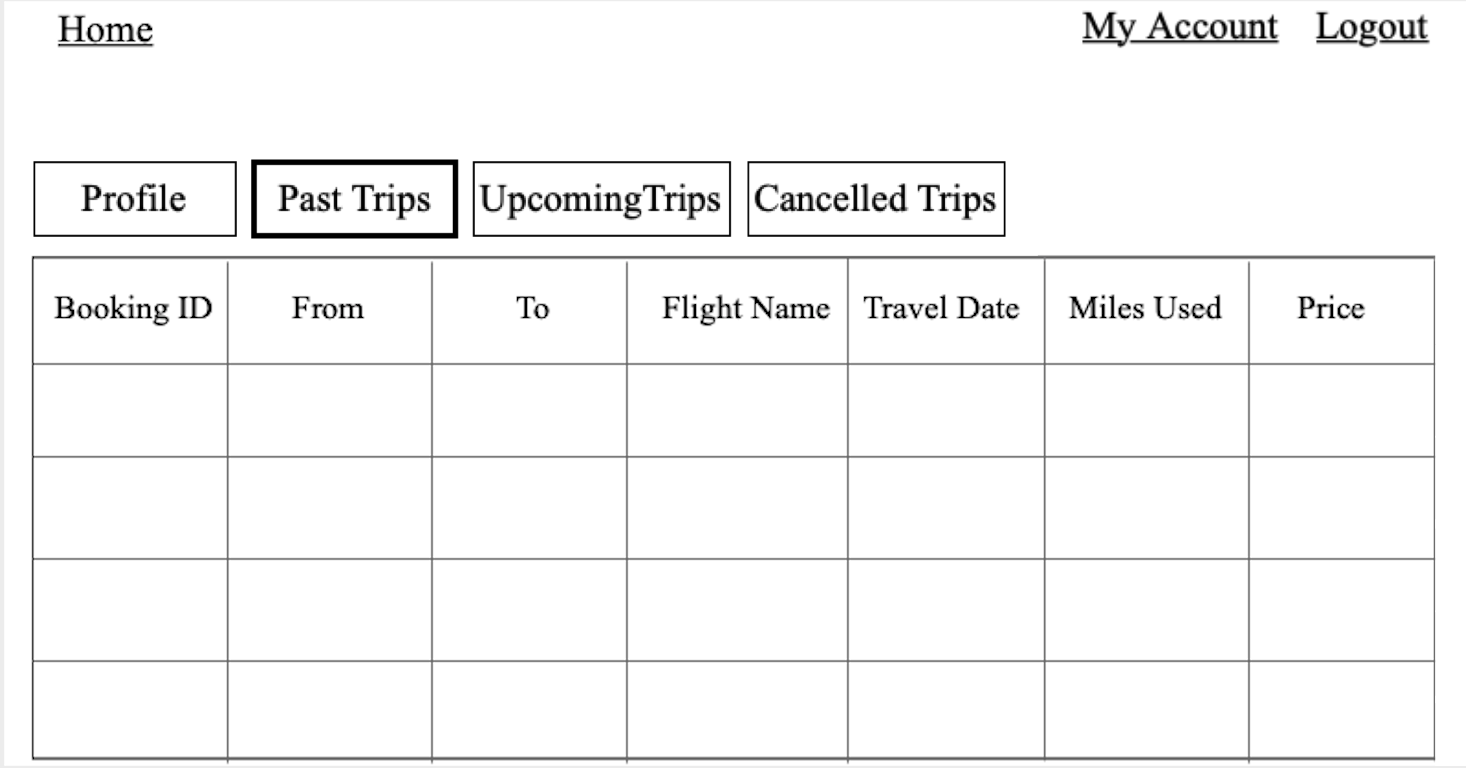 Home My Account Logout
Profile Past Trips UpcomingTrips Cancelled Trips
Booking ID From To Flight Name Travel Date Miles Used Price